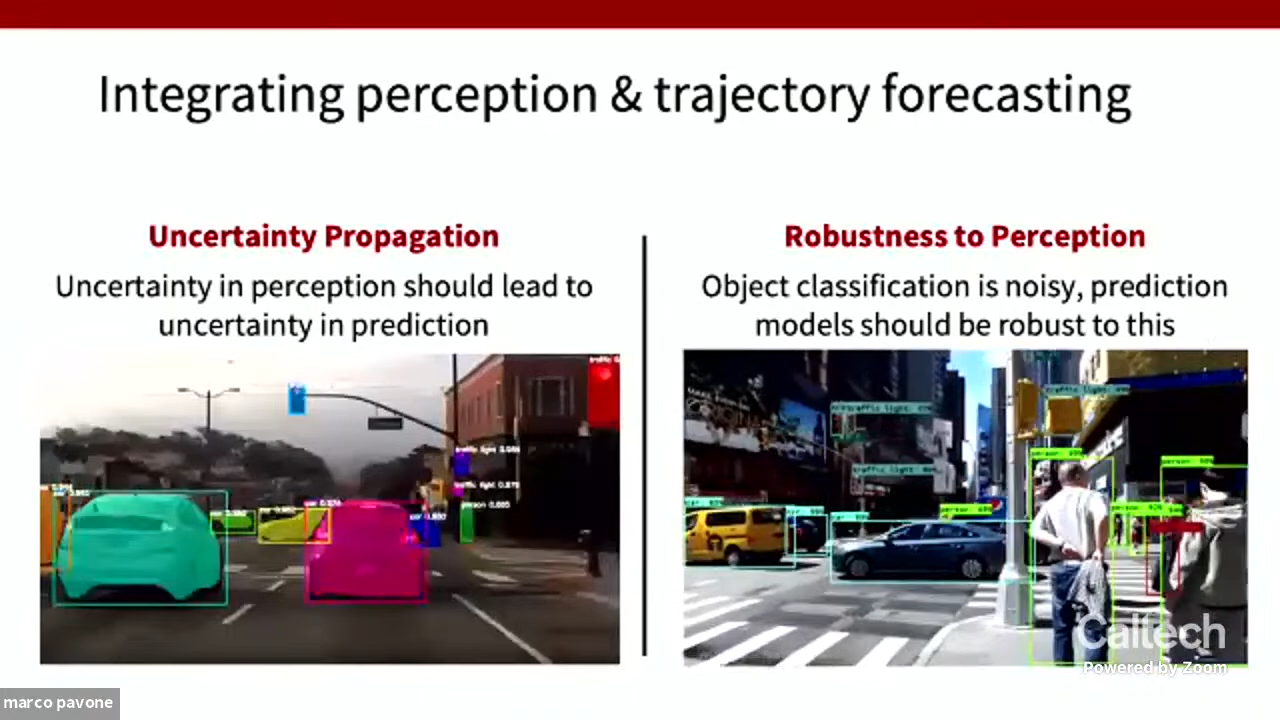 Integrating perception & trajectory forecasting
Uncertainty Propagation
Uncertainty in perception should lead to
uncertainty in prediction
Robustness to Perception
Object classification is noisy, prediction
models should be robust to this
Caltech
Powered by Zoom
marco pavone